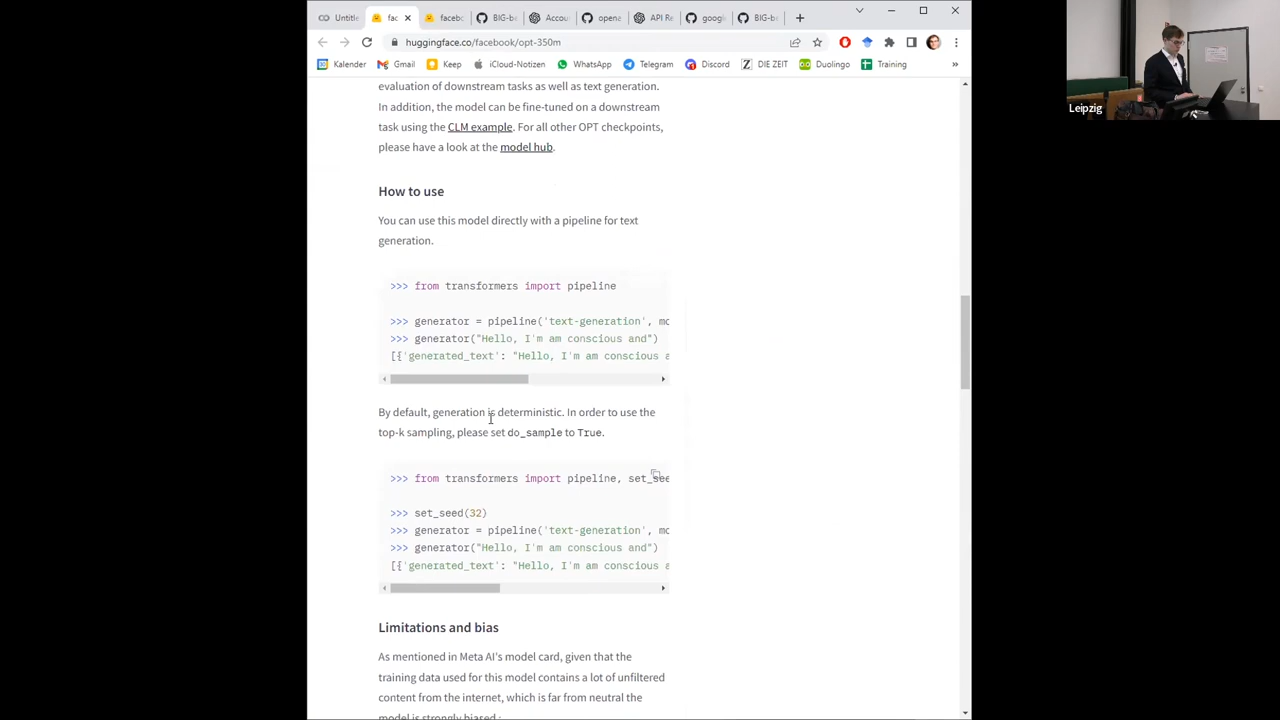 Untitle
fac
facebo
BIG-be
Accou
opena
API Re
googl
BIG-be
huggingface.co/facebook/opt-350m
Kalender
Gmail
Keep
iCloud-Notizen
WhatsApp
Telegram
Discord
DIE ZEIT
Duolingo
Training
»
evaluation of downstream tasks as well as text generation.
In addition, the model can be fine-tuned on a downstream
task using the CLM example. For all other OPT checkpoints,
please have a look at the model hub.
How to use
You can use this model directly with a pipeline for text
generation.
>>> from transformers import pipeline
>>> generator = pipeline('text-generation', mo
>>> generator("Hello, I'm am conscious and")
[{'generated_text': "Hello, I'm am conscious a
By default, generation is deterministic. In order to use the
top-k sampling, please set do_sample to True.
>>> from transformers import pipeline, set_see
>>> set_seed(32)
>>> generator = pipeline('text-generation', mo
>>> generator("Hello, I'm am conscious and")
[{'generated_text': "Hello, I'm am conscious a
Limitations and bias
As mentioned in Meta AI's model card, given that the
training data used for this model contains a lot of unfiltered
content from the internet, which is far from neutral the
model is strongly biased :
Leipzig